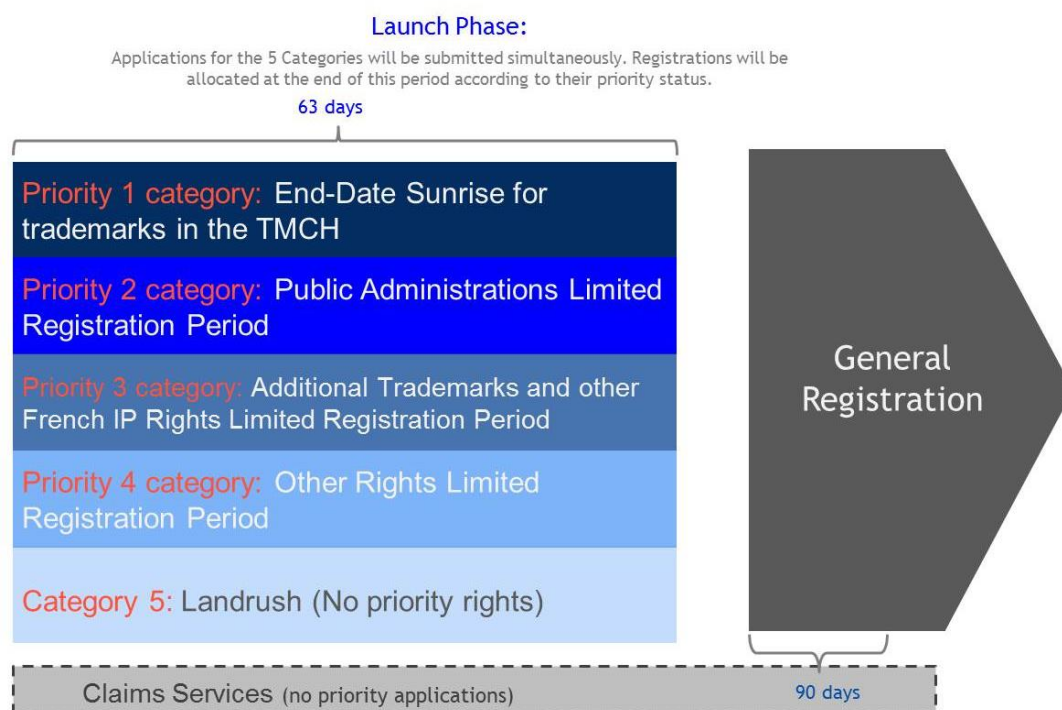 Launch Phase:
Applications for the 5 Categories will be submitted simultaneously. Registrations will be
allocated at the end of this period according to their priority status.
63 days
Priority 1 category: End-Date Sunrise for
trademarks in the TMCH
Priority 2 category: Public Administrations Limited
Registration Period
Priority 3 category: Additional Trademarks and other
French IP Rights Limited Registration Period
Priority 4 category: Other Rights Limited
Registration Period
Category 5: Landrush (No priority rights)
General
Registration
Claims Services (no priority applications)
90 days